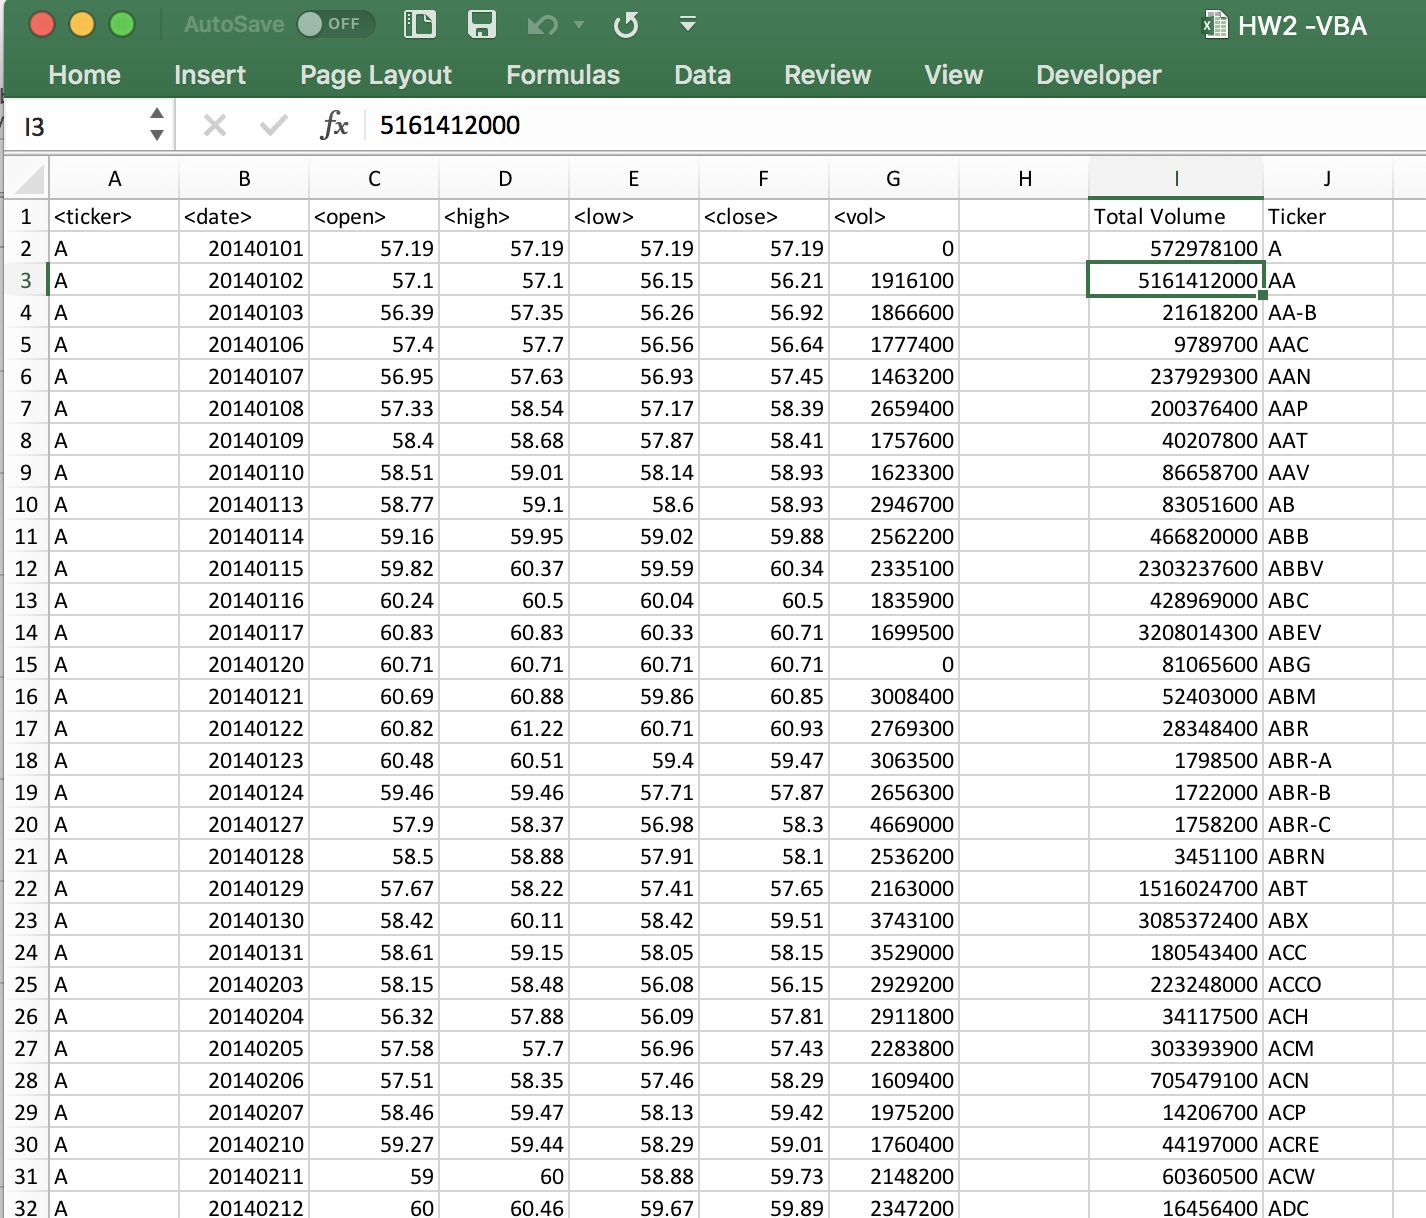 AutoSave OFF HW2 -VBA
Home Insert Page Layout Formulas Data Review View Developer
I3 fx 5161412000
A B C D E F G H I J
1 <ticker> <date> <open> <high> <low> <close> <vol> Total Volume Ticker
2 A 20140101 57.19 57.19 57.19 57.19 0 572978100 A
3 A 20140102 57.1 57.1 56.15 56.21 1916100 5161412000 AA
4 A 20140103 56.39 57.35 56.26 56.92 1866600 21618200 AA-B
5 A 20140106 57.4 57.7 56.56 56.64 1777400 9789700 AAC
6 A 20140107 56.95 57.63 56.93 57.45 1463200 237929300 AAN
7 A 20140108 57.33 58.54 57.17 58.39 2659400 200376400 AAP
8 A 20140109 58.4 58.68 57.87 58.41 1757600 40207800 AAT
9 A 20140110 58.51 59.01 58.14 58.93 1623300 86658700 AAV
10 A 20140113 58.77 59.1 58.6 58.93 2946700 83051600 AB
11 A 20140114 59.16 59.95 59.02 59.88 2562200 466820000 ABB
12 A 20140115 59.82 60.37 59.59 60.34 2335100 2303237600 ABBV
13 A 20140116 60.24 60.5 60.04 60.5 1835900 428969000 ABC
14 A 20140117 60.83 60.83 60.33 60.71 1699500 3208014300 ABEV
15 A 20140120 60.71 60.71 60.71 60.71 0 81065600 ABG
16 A 20140121 60.69 60.88 59.86 60.85 3008400 52403000 ABM
17 A 20140122 60.82 61.22 60.71 60.93 2769300 28348400 ABR
18 A 20140123 60.48 60.51 59.4 59.47 3063500 1798500 ABR-A
19 A 20140124 59.46 59.46 57.71 57.87 2656300 1722000 ABR-B
20 A 20140127 57.9 58.37 56.98 58.3 4669000 1758200 ABR-C
21 A 20140128 58.5 58.88 57.91 58.1 2536200 3451100 ABRN
22 A 20140129 57.67 58.22 57.41 57.65 2163000 1516024700 ABT
23 A 20140130 58.42 60.11 58.42 59.51 3743100 3085372400 ABX
24 A 20140131 58.61 59.15 58.05 58.15 3529000 180543400 ACC
25 A 20140203 58.15 58.48 56.08 56.15 2929200 223248000 ACCO
26 A 20140204 56.32 57.88 56.09 57.81 2911800 34117500 ACH
27 A 20140205 57.58 57.7 56.96 57.43 2283800 303393900 ACM
28 A 20140206 57.51 58.35 57.46 58.29 1609400 705479100 ACN
29 A 20140207 58.46 59.47 58.13 59.42 1975200 14206700 ACP
30 A 20140210 59.27 59.44 58.29 59.01 1760400 44197000 ACRE
31 A 20140211 59 60 58.88 59.73 2148200 60360500 ACW
32 A 20140212 60 60.46 59.67 59.89 2347200 16456400 ADC